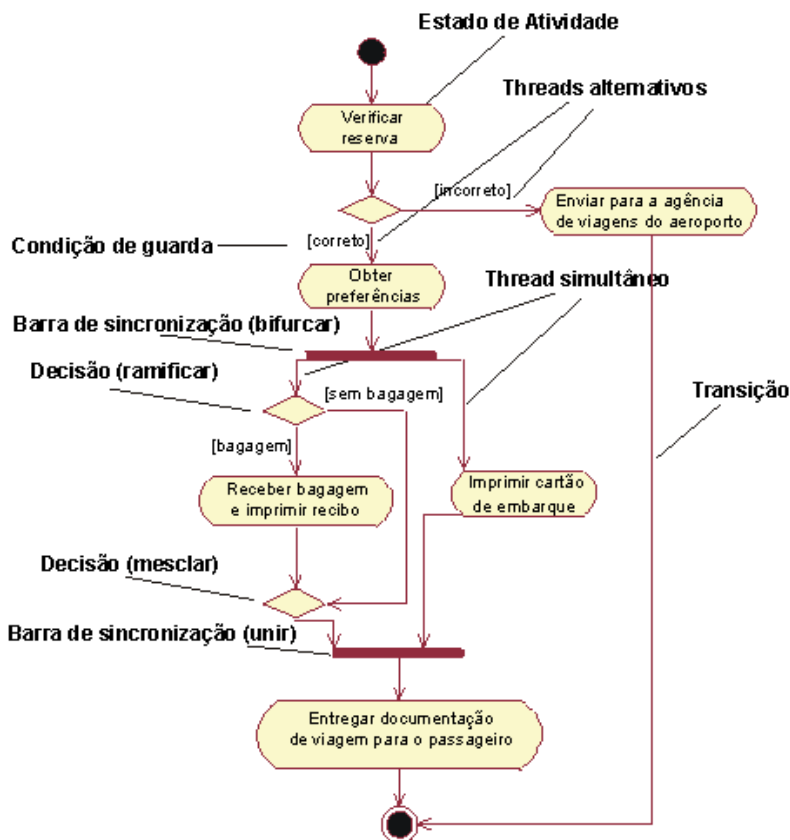 Estado de Atividade
Threads alternativos
Verificar
reserva
[incorreto]
Enviar para a agência
de viagens do aeroporto
Condição de guarda
[correto]
Obter
preferências
Thread simultâneo
Barra de sincronização (bifurcar)
Decisão (ramificar)
[sem bagagem]
Transição
[bagagem]
Receber bagagem
e imprimir recibo
Imprimir cartão
de embarque
Decisão (mesclar)
Barra de sincronização (unir)
Entregar documentação
de viagem para o passageiro